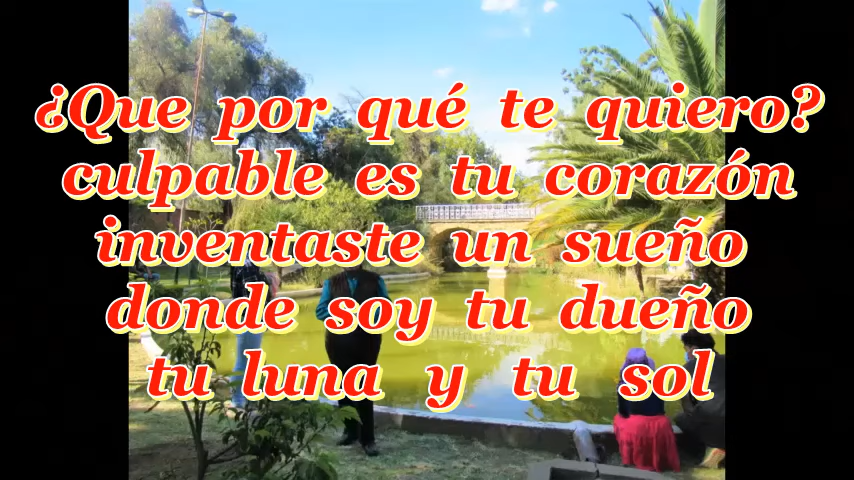 ¿Que por qué te quiero?
culpable es tu corazón
inventaste un sueño
donde soy tu dueño
tu luna y tu sol